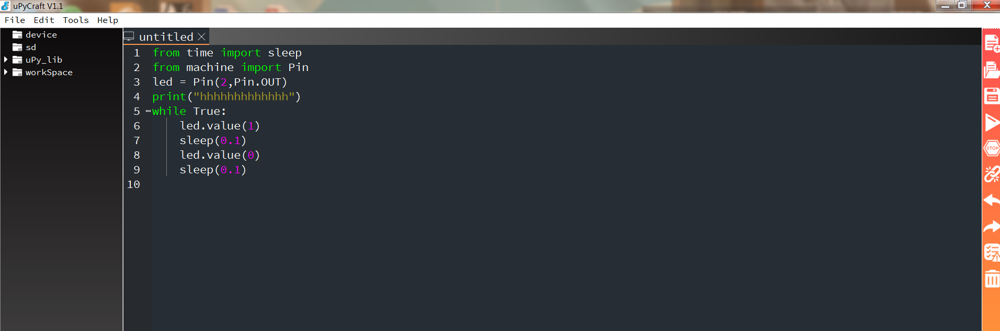 uPyCraft V1.1
File Edit Tools Help
device
sd
uPy_lib
workSpace
untitled
1 from time import sleep
2 from machine import Pin
3 led = Pin(2,Pin.OUT)
4 print("hhhhhhhhhhhhh")
5 while True:
6 led.value(1)
7 sleep(0.1)
8 led.value(0)
9 sleep(0.1)
10
STOP